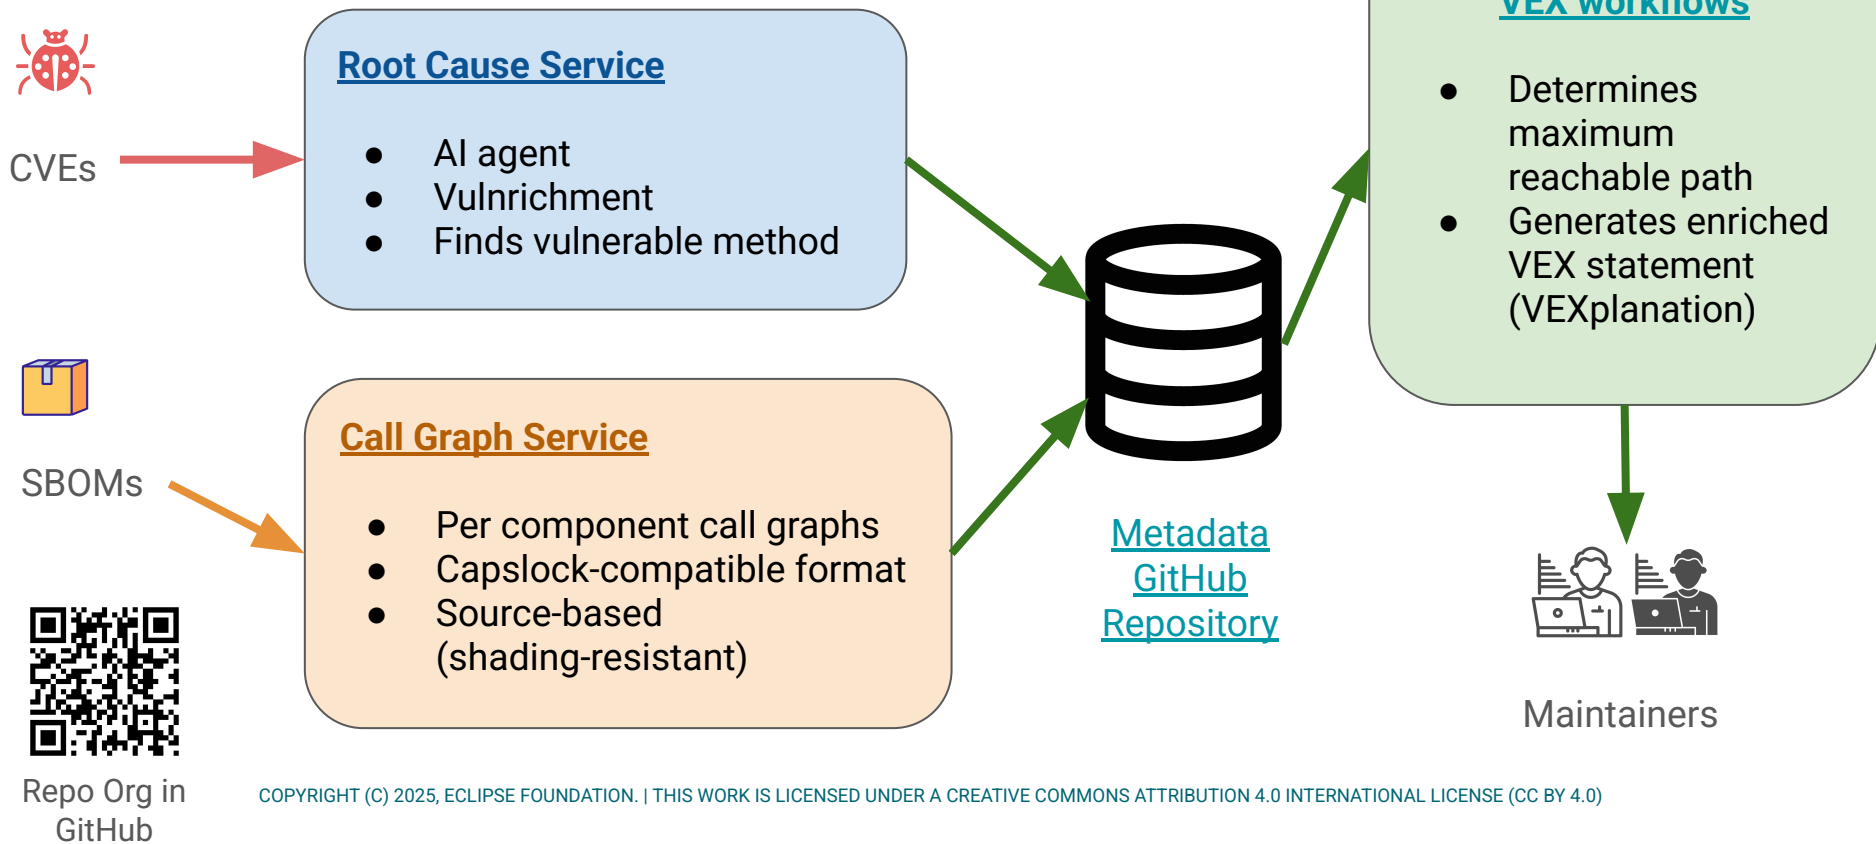 VEX workflows
Root Cause Service
● AI agent
● Vulnrichment
● Finds vulnerable method
CVEs
● Determines
maximum
reachable path
● Generates enriched
VEX statement
(VEXplanation)
SBOMs
Call Graph Service
● Per component call graphs
● Capslock-compatible format
● Source-based
(shading-resistant)
Metadata
GitHub
Repository
Maintainers
Repo Org in
GitHub
COPYRIGHT (C) 2025, ECLIPSE FOUNDATION. | THIS WORK IS LICENSED UNDER A CREATIVE COMMONS ATTRIBUTION 4.0 INTERNATIONAL LICENSE (CC BY 4.0)